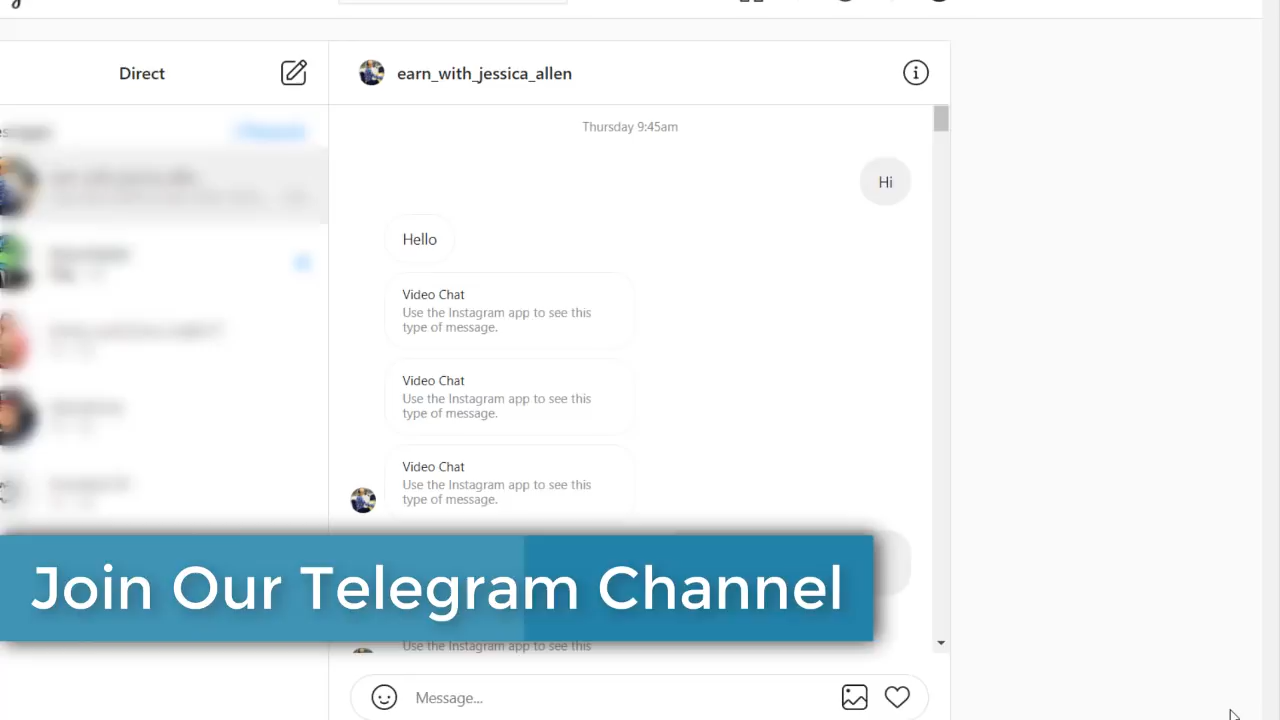 Direct
earn_with_jessica_allen
Thursday 9:45am
Hi
Hello
Video Chat
Use the Instagram app to see this
type of message.
Video Chat
Use the Instagram app to see this
type of message.
Video Chat
Use the Instagram app to see this
type of message.
Join Our Telegram Channel
Use the Instagram app to see this
Message...